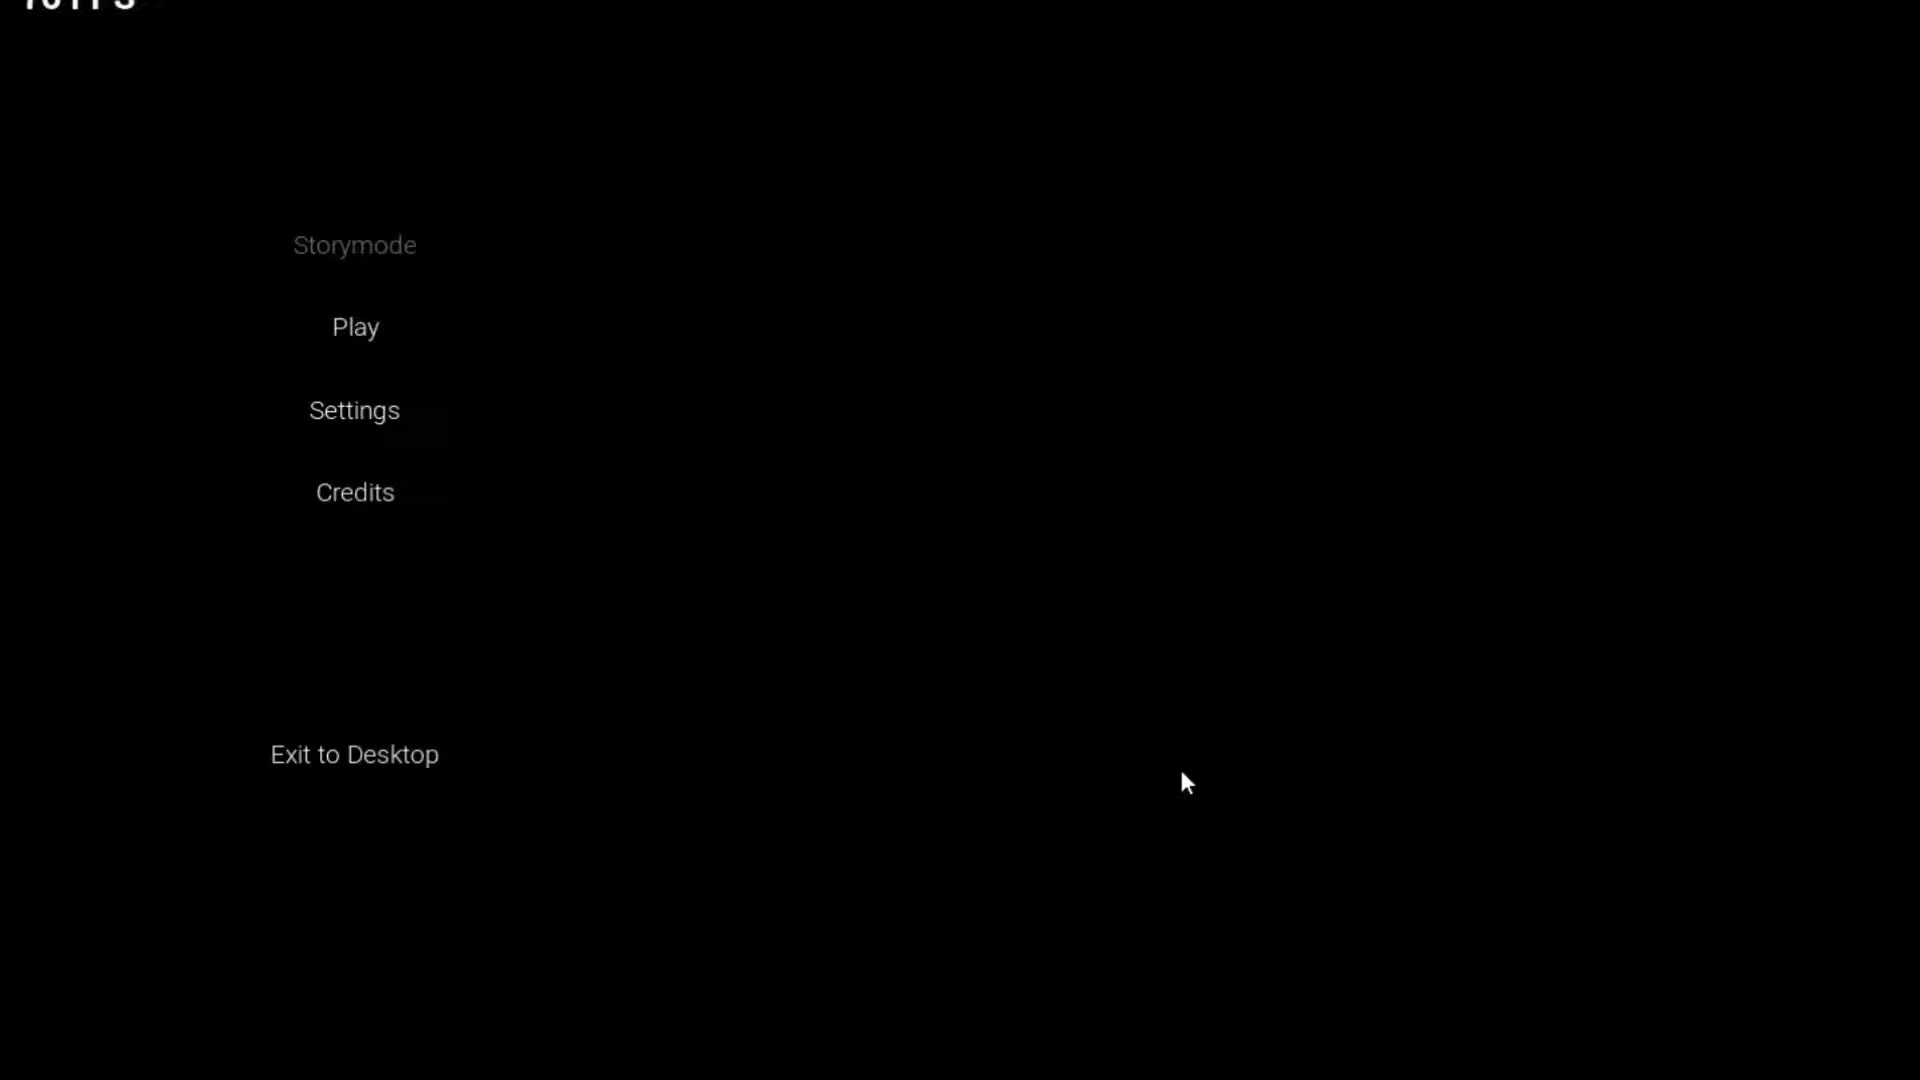 Storymode
Play
Settings
Credits
Exit to Desktop